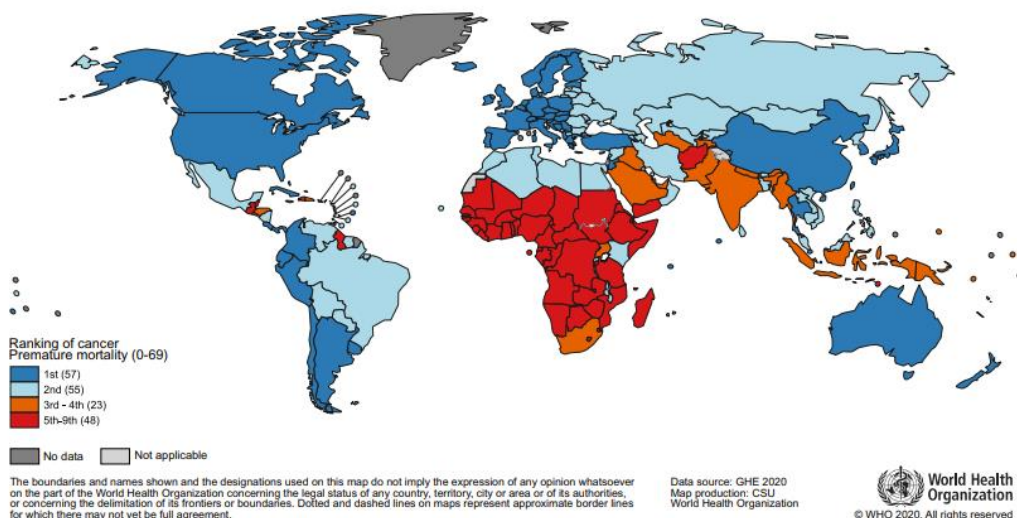 Ranking of cancer
Premature mortality (0-69)
1st (57)
2nd (55)
3rd - 4th (23)
5th-9th (48)
No data
Not applicable
The boundaries and names shown and the designations used on this map do not imply the expression of any opinion whatsoever
on the part of the World Health Organization concerning the legal status of any country, territory, city or area or of its authorities,
or concerning the delimitation of its frontiers or boundaries. Dotted and dashed lines on maps represent approximate border lines
for which there may not yet be full agreement.
Data source: GHE 2020
Map production: CSU
World Health Organization
World Health
Organization
© WHO 2020. All rights reserved